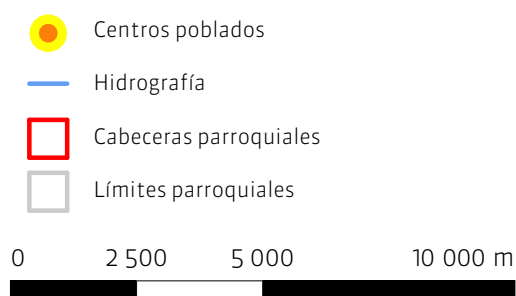 Centros poblados
Hidrografía
Cabeceras parroquiales
Límites parroquiales
0 2 500 5 000 10 000 m